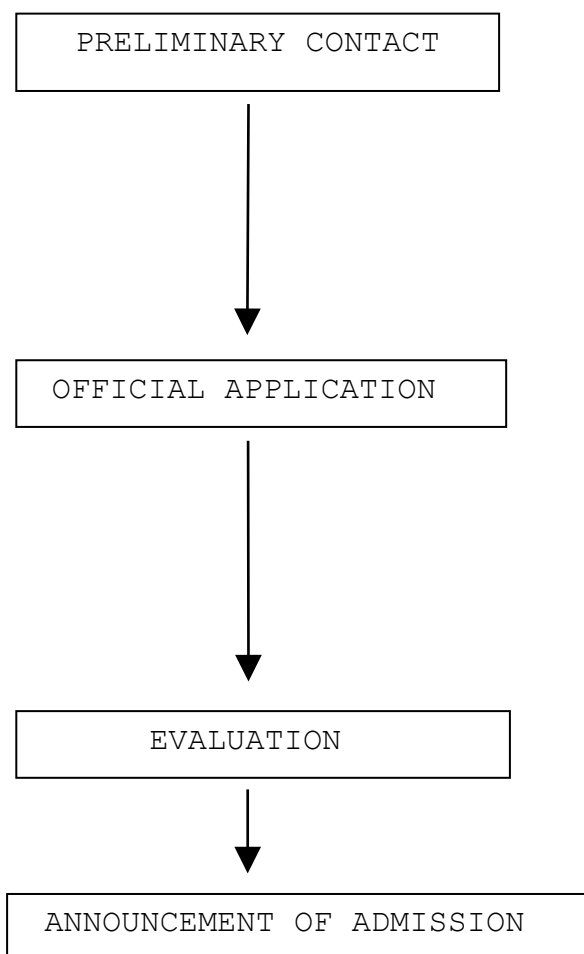 PRELIMINARY CONTACT
OFFICIAL APPLICATION
EVALUATION
ANNOUNCEMENT OF ADMISSION